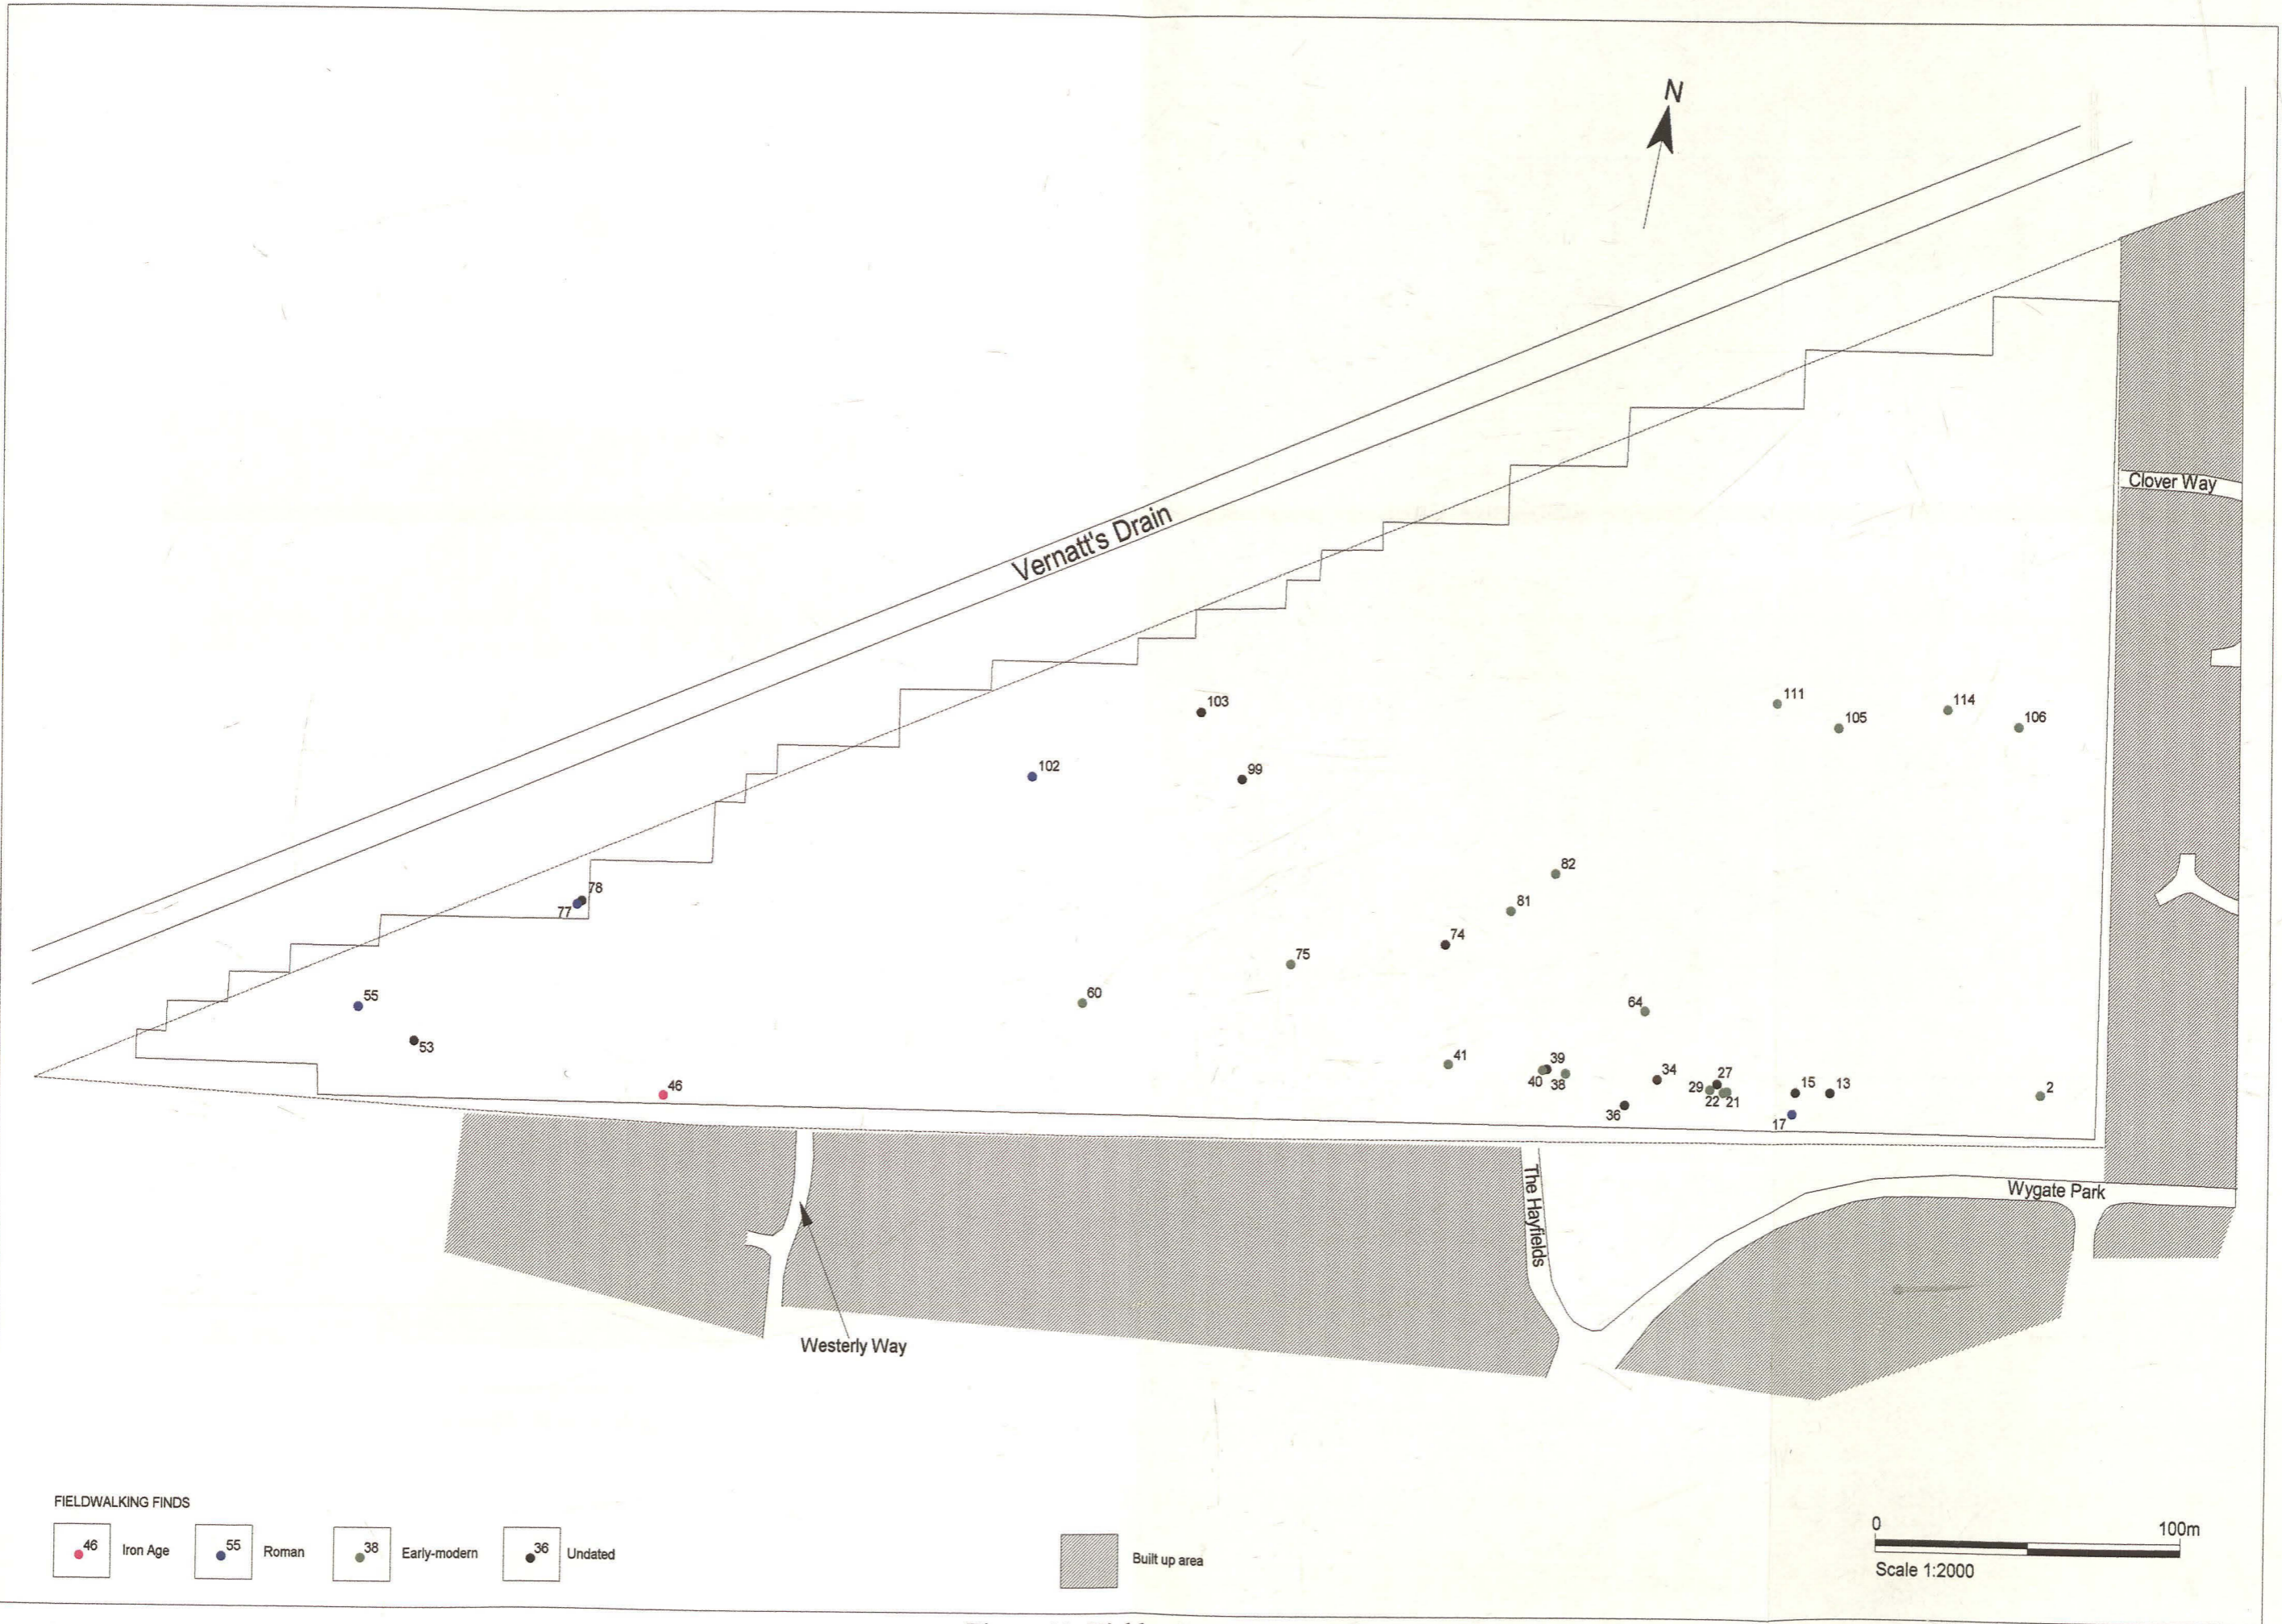 N
Clover Way
Vernatt's Drain
103
111
114
105
106
102
99
82
78
81
77
74
75
55
60
64
53
41
39
34
27
46
40
38
29
15
13
2
22
21
36
17
The Hayfields
Wygate Park
Westerly Way
FIELDWALKING FINDS
46 Iron Age
55 Roman
38 Early-modern
36 Undated
Built up area
0 100m
Scale 1:2000